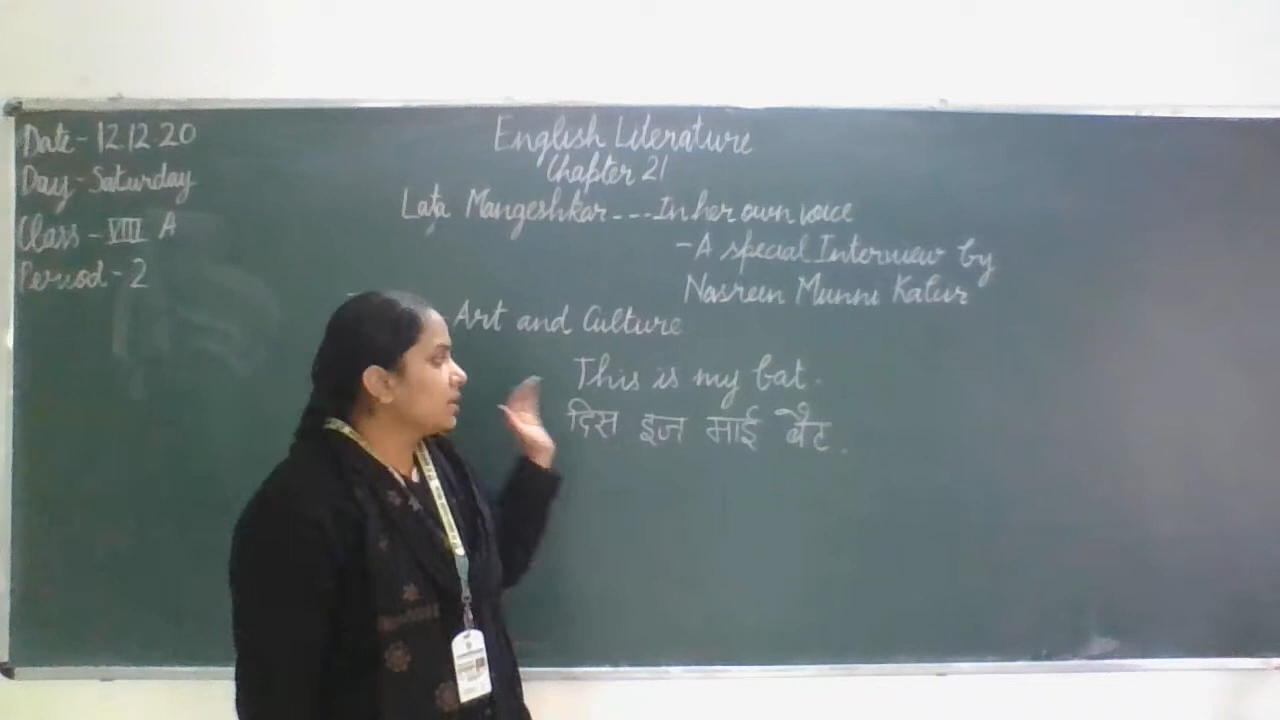 Date - 12.12.20
Day - Saturday
Class - VIII A
Period - 2
English Literature
Chapter 21
Lata Mangeshkar --- In her own voice
- A special Interview by
Nasreen Munni Kabir
Art and Culture
This is my bat.
दिस इज माई बैट .